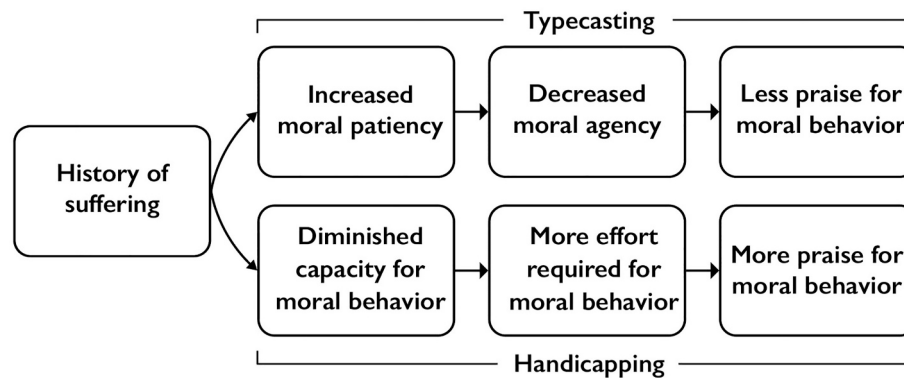 Typecasting
Increased
moral patiency
Decreased
moral agency
Less praise for
moral behavior
History of
suffering
Diminished
capacity for
moral behavior
More effort
required for
moral behavior
More praise for
moral behavior
Handicapping